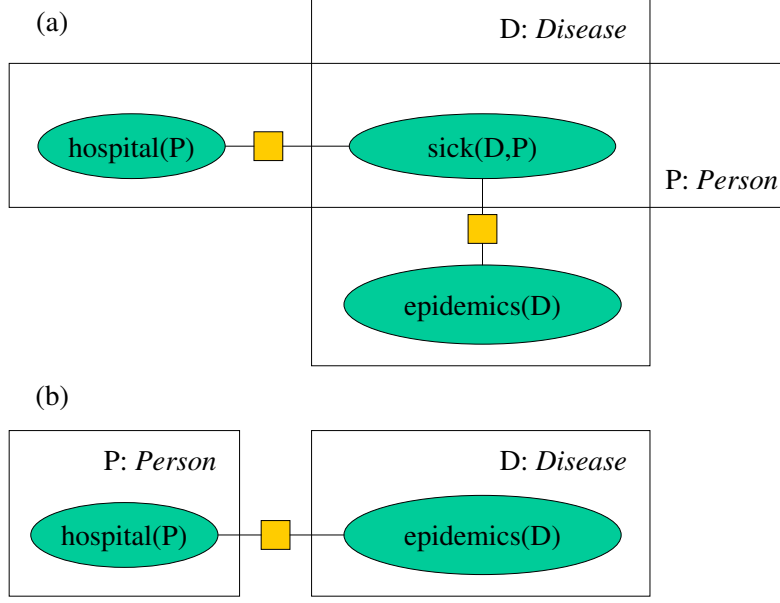 (a)
D: Disease
hospital(P)
sick(D,P)
P: Person
epidemics(D)
(b)
P: Person
D: Disease
hospital(P)
epidemics(D)